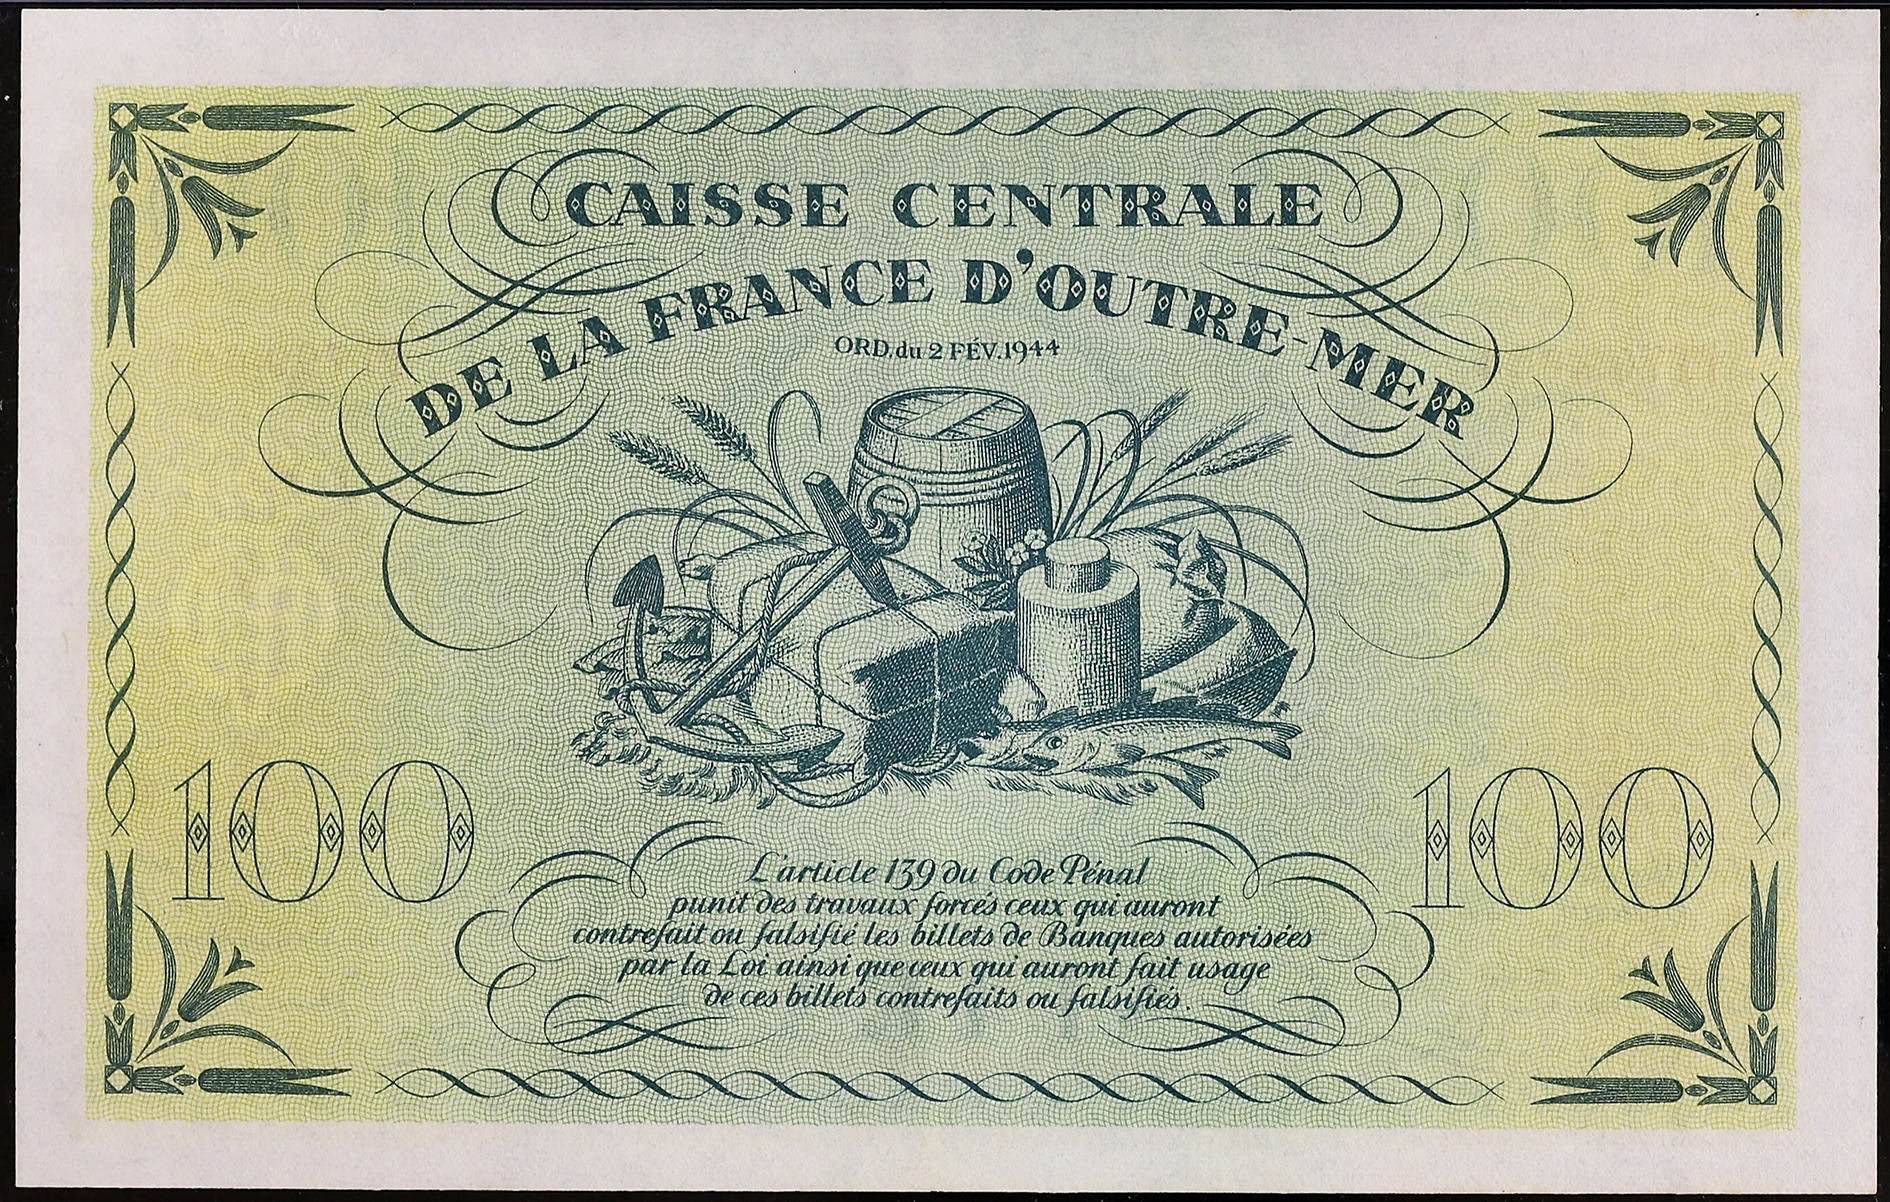 CAISSE CENTRALE
DE LA FRANCE D'OUTRE-MER
ORD. du 2 FÉV. 1944
100
100
L'article 139 du Code Pénal
punit des travaux forcés ceux qui auront
contrefait ou falsifié les billets de Banques autorisées
par la Loi ainsi que ceux qui auront fait usage
de ces billets contrefaits ou falsifiés.